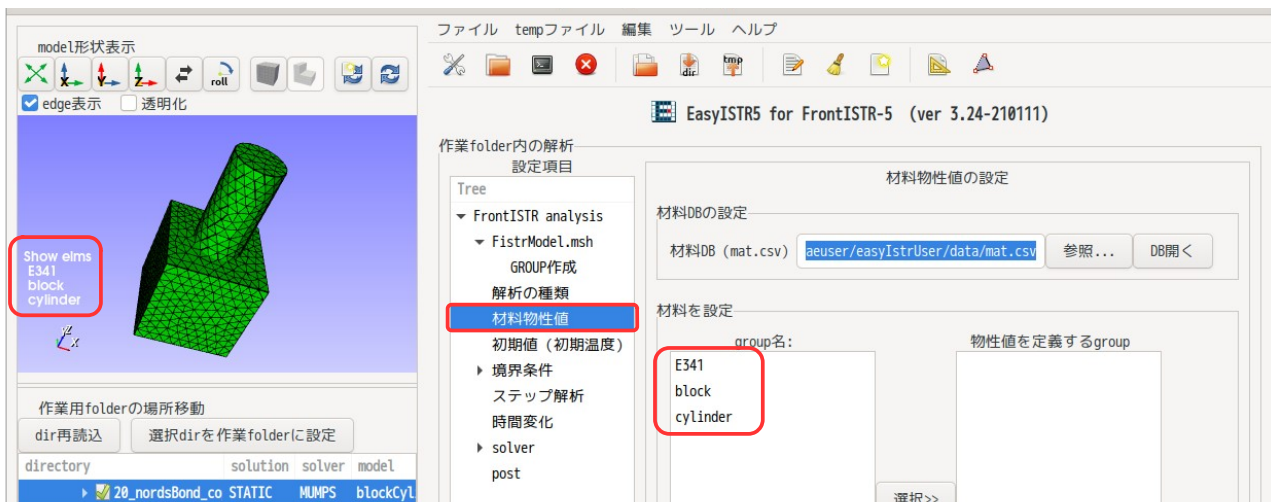 model形状表示
roll
edge表示
透明化
Show elms
E341
block
cylinder
作業用folderの場所移動
dir再読込
選択dirを作業folderに設定
directory solution solver model
20_nordsBond_co STATIC MUMPS blockCyl
ファイル tempファイル 編集 ツール ヘルプ
dir tmp
EasyISTR5 for FrontISTR-5 (ver 3.24-210111)
作業folder内の解析
設定項目
Tree
FrontISTR analysis
FistrModel.msh
GROUP作成
解析の種類
材料物性値
初期値 (初期温度)
境界条件
ステップ解析
時間変化
solver
post
材料物性値の設定
材料DBの設定
材料DB (mat.csv) aeuser/easyIstrUser/data/mat.csv 参照... DB開く
材料を設定
group名: 物性値を定義するgroup
E341
block
cylinder
選択>>